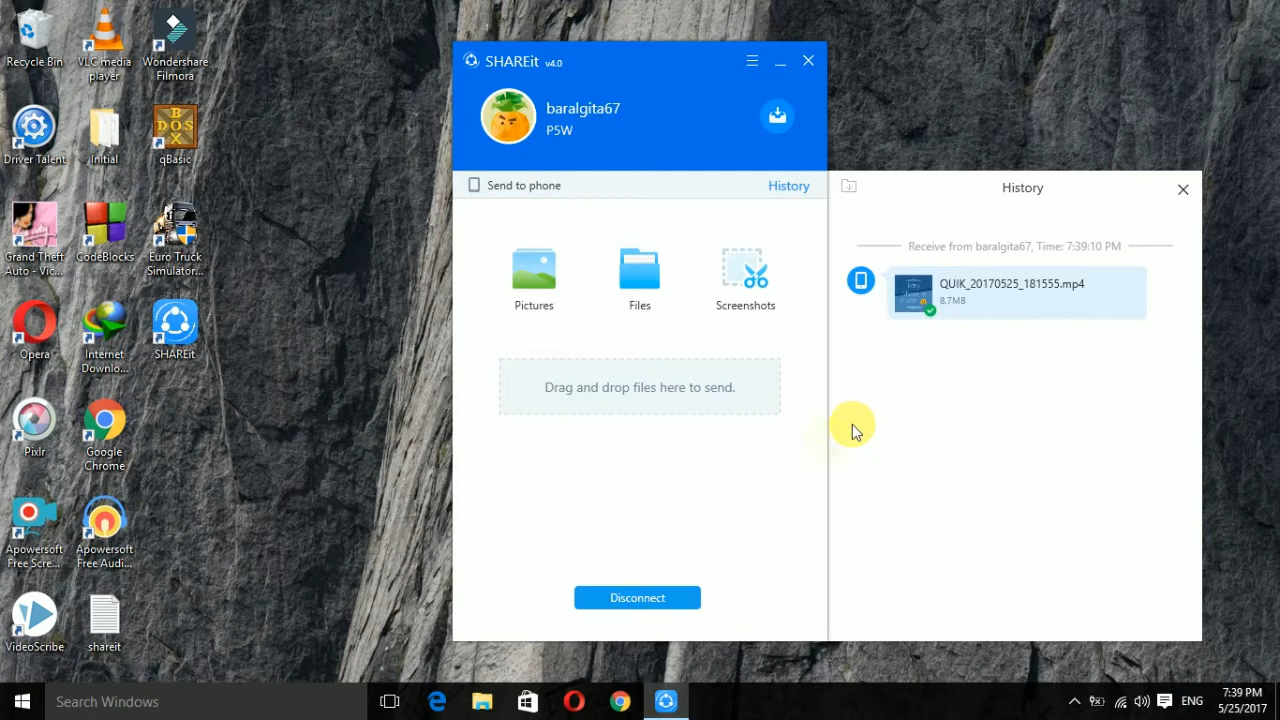 Recycle Bin
VLC media
player
Wondershare
Filmora
Driver Talent
Initial
BOX
DOS
qBasic
Grand Theft
Auto - Vic...
CodeBlocks
Euro Truck
Simulator...
Opera
Internet
Downlo...
SHAREit
Pixlr
Google
Chrome
Apowersoft
Free Scre...
Apowersoft
Free Audi...
VideoScribe
shareit
SHAREit v4.0
baralgita67
P5W
Send to phone
History
Pictures
Files
Screenshots
Drag and drop files here to send.
Disconnect
History
Receive from baralgita67, Time: 7:39:10 PM
QUIK_20170525_181555.mp4
8.7MB
Search Windows
ENG
7:39 PM
5/25/2017